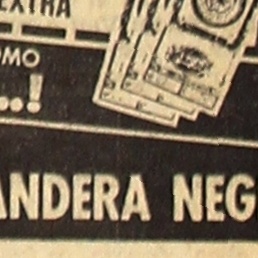 EXTRA
OMO
...!
ANDERA NEG